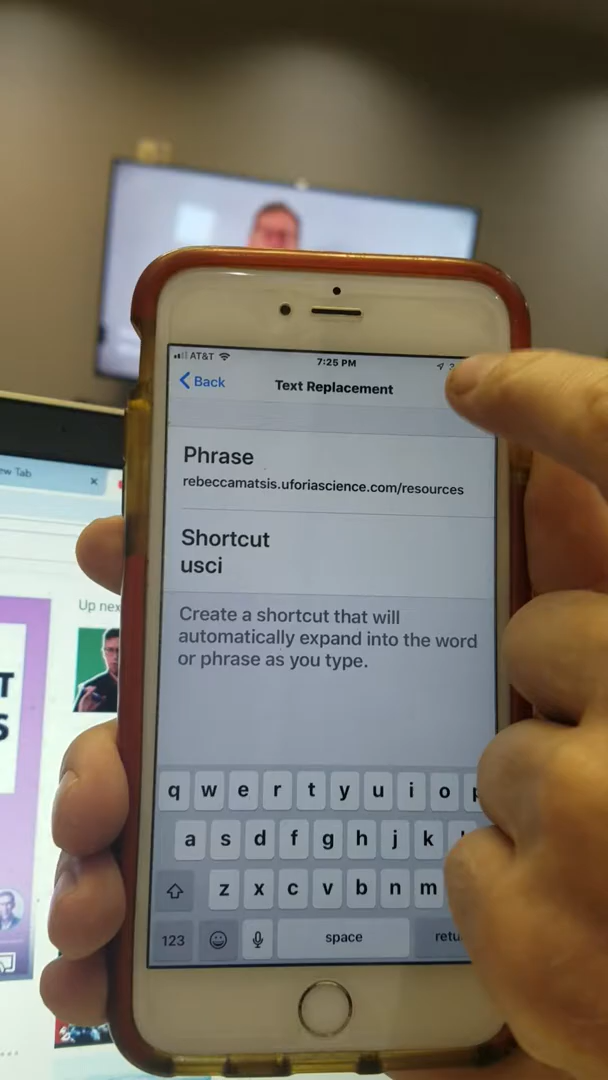 AT&T
7:25 PM
Back
Text Replacement
Phrase
rebeccamatsis.uforiascience.com/resources
Shortcut
usci
Create a shortcut that will
automatically expand into the word
or phrase as you type.
q w e r t y u i o p
a s d f g h j k
z x c v b n m
123 space
Tab
Up
T
S